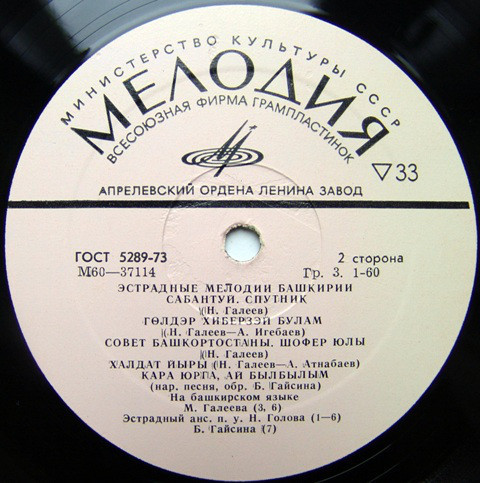 МИНИСТЕРСТВО КУЛЬТУРЫ СССР
МЕЛОДИЯ
ВСЕСОЮЗНАЯ ФИРМА ГРАМПЛАСТИНОК
▽33
АПРЕЛЕВСКИЙ ОРДЕНА ЛЕНИНА ЗАВОД
ГОСТ 5289-73
2 сторона
М60—37114
Гр. 3. 1-60
ЭСТРАДНЫЕ МЕЛОДИИ БАШКИРИИ
САБАНТУЙ. СПУТНИК
(Н. Галеев)
ГӨЛДӘР ХИБЕРЗЭЙ БУЛАМ
(Н. Галеев—А. Игебаев)
СОВЕТ БАШКОРТОСТАНЫ. ШОФЕР ЮЛЫ
(Н. Галеев)
ХАЛДАТ ЙЫРЫ (Н. Галеев—А. Атнабаев)
КАРА ЮРГА, АЙ БЫЛБЫЛЫМ
(нар. песня, обр. Б. Гайсина)
На башкирском языке
М. Галеева (3, 6)
Эстрадный анс. п. у. Н. Голова (1—6)
Б. Гайсина (7)